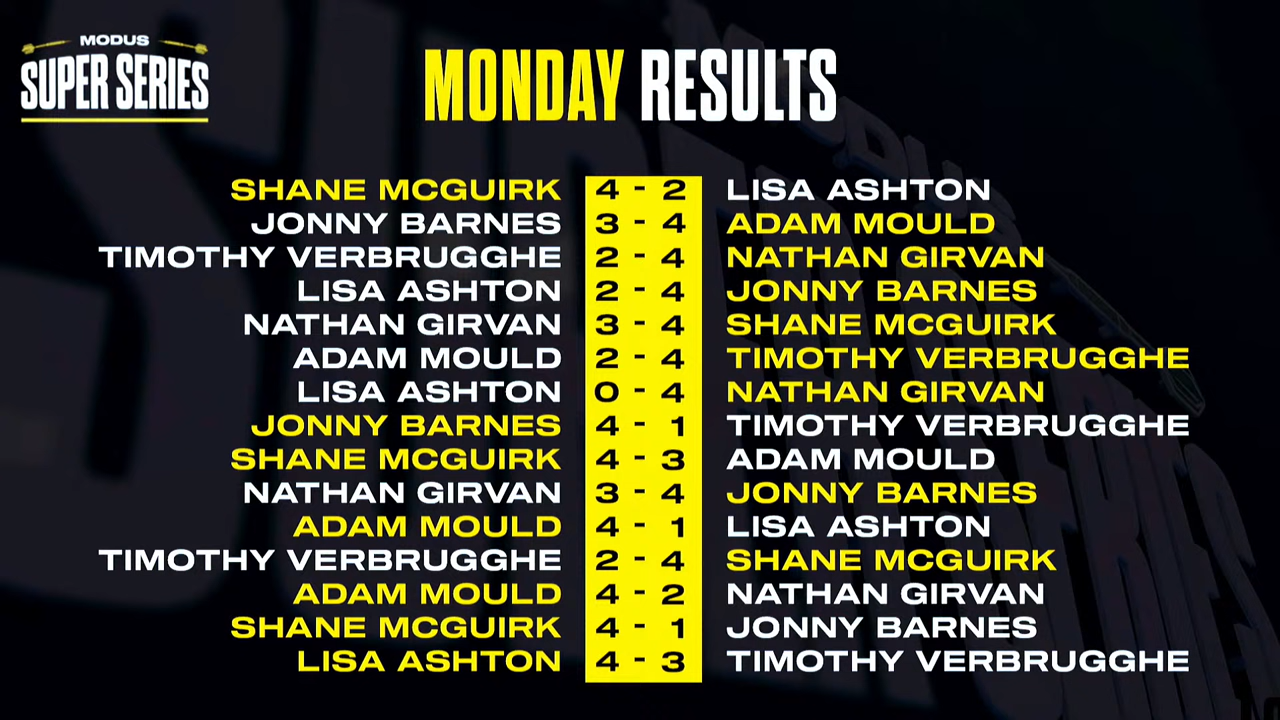 MODUS
SUPER SERIES
MONDAY RESULTS
SHANE MCGUIRK 4 - 2 LISA ASHTON
JONNY BARNES 3 - 4 ADAM MOULD
TIMOTHY VERBRUGGHE 2 - 4 NATHAN GIRVAN
LISA ASHTON 2 - 4 JONNY BARNES
NATHAN GIRVAN 3 - 4 SHANE MCGUIRK
ADAM MOULD 2 - 4 TIMOTHY VERBRUGGHE
LISA ASHTON 0 - 4 NATHAN GIRVAN
JONNY BARNES 4 - 1 TIMOTHY VERBRUGGHE
SHANE MCGUIRK 4 - 3 ADAM MOULD
NATHAN GIRVAN 3 - 4 JONNY BARNES
ADAM MOULD 4 - 1 LISA ASHTON
TIMOTHY VERBRUGGHE 2 - 4 SHANE MCGUIRK
ADAM MOULD 4 - 2 NATHAN GIRVAN
SHANE MCGUIRK 4 - 1 JONNY BARNES
LISA ASHTON 4 - 3 TIMOTHY VERBRUGGHE